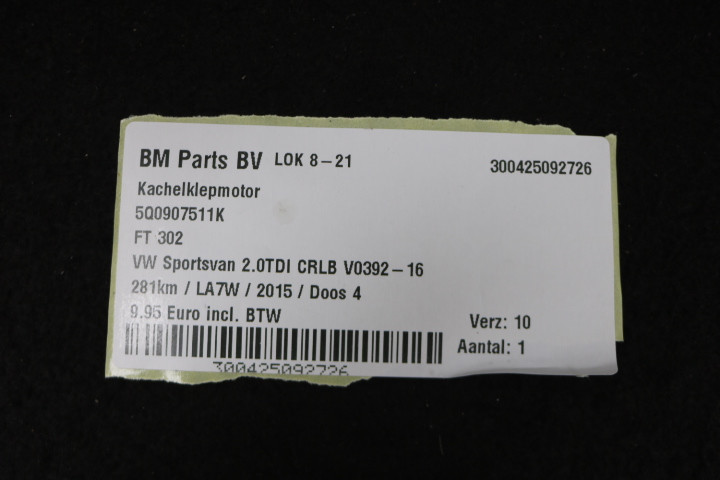 BM Parts BV LOK 8-21 300425092726
Kachelklepmotor
5Q0907511K
FT 302
VW Sportsvan 2.0TDI CRLB V0392-16
281km / LA7W / 2015 / Doos 4
9.95 Euro incl. BTW
Verz: 10
Aantal: 1
300425092726